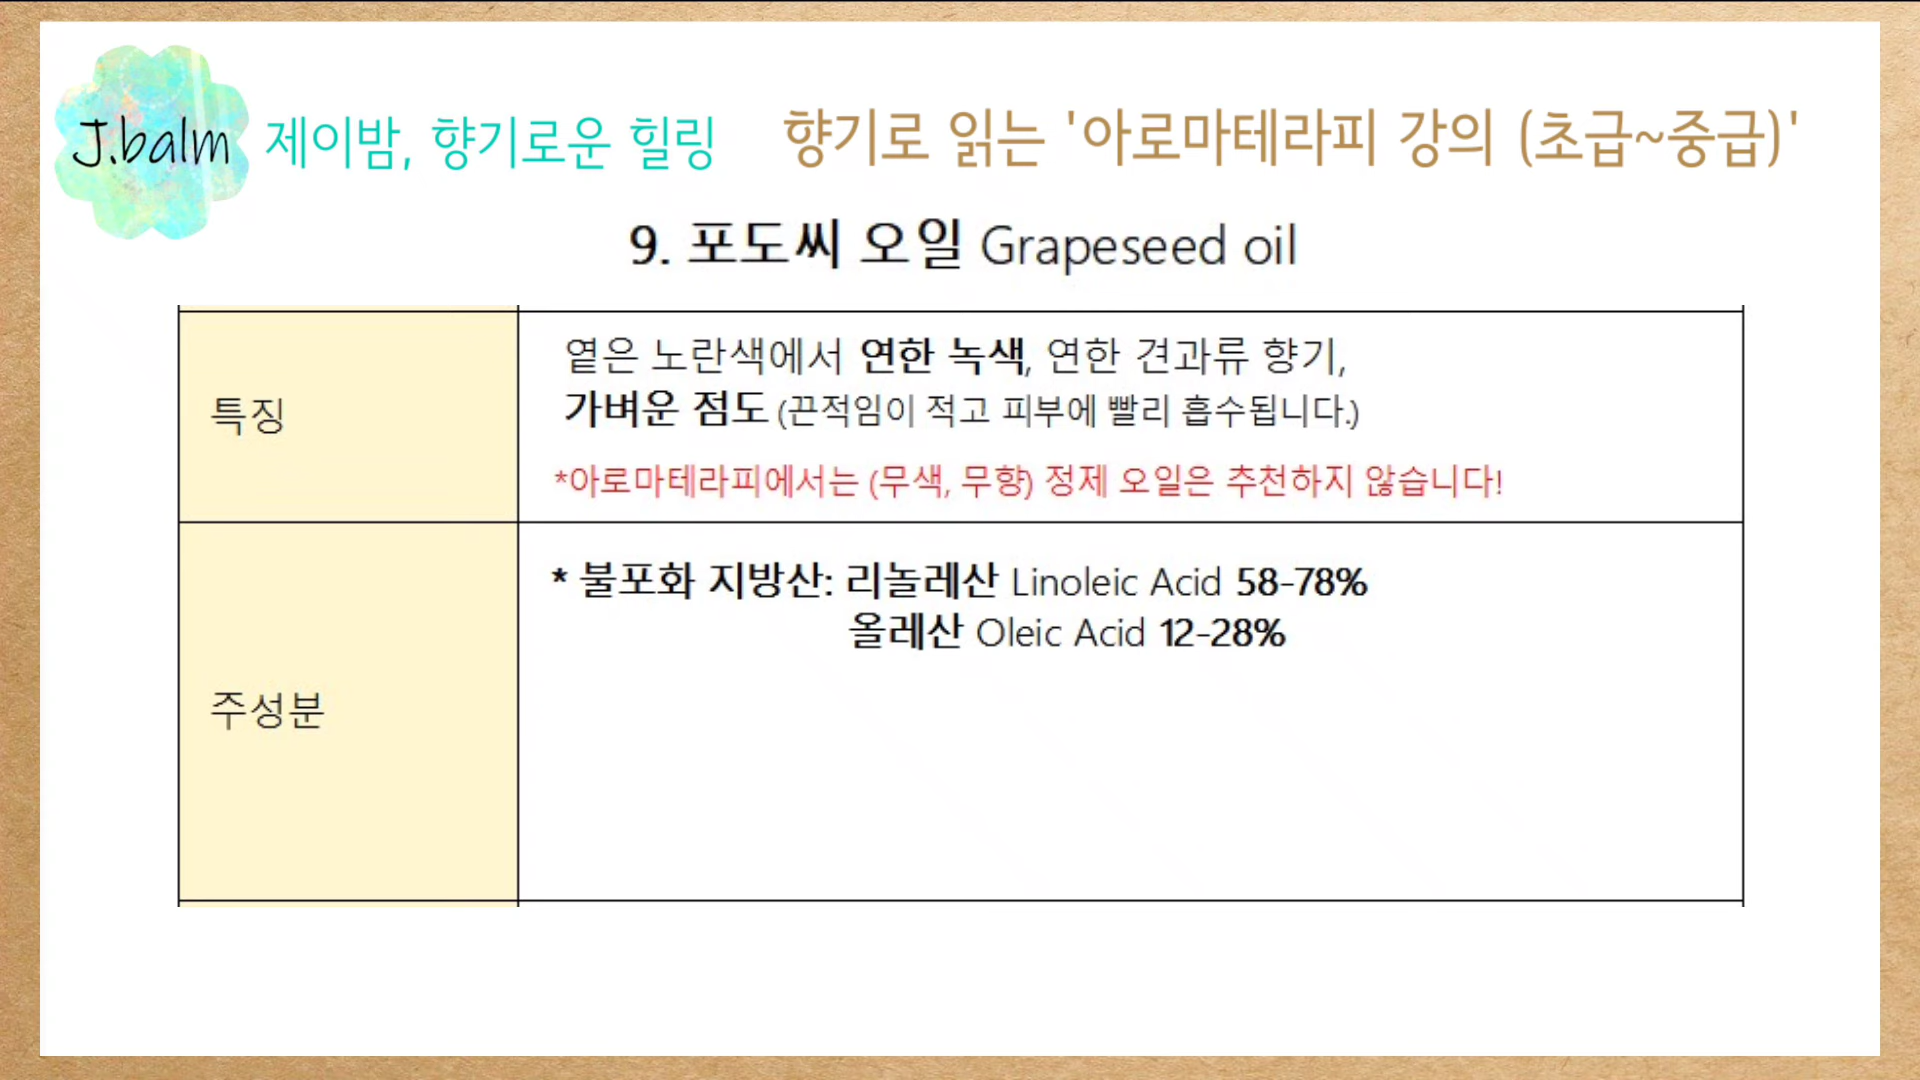 J.balm 제이밤, 향기로운 힐링 향기로 읽는 '아로마테라피 강의 (초급~중급)'
9. 포도씨 오일 Grapeseed oil
특징
옅은 노란색에서 연한 녹색, 연한 견과류 향기,
가벼운 점도 (끈적임이 적고 피부에 빨리 흡수됩니다.)
*아로마테라피에서는 (무색, 무향) 정제 오일은 추천하지 않습니다!
주성분
* 불포화 지방산: 리놀레산 Linoleic Acid 58-78%
올레산 Oleic Acid 12-28%